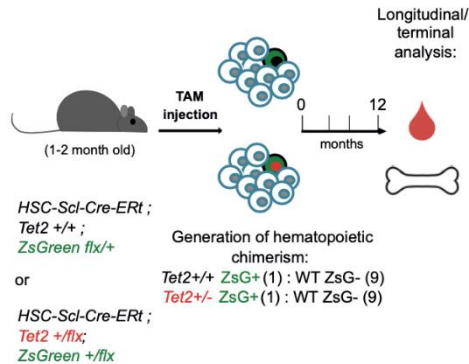 Longitudinal/
terminal
analysis:
TAM
injection
0 12
months
(1-2 month old)
HSC-Scl-Cre-ERt ;
Tet2 +/+ ;
ZsGreen flx/+
or
HSC-Scl-Cre-ERt ;
Tet2 +/flx;
ZsGreen +/flx
Generation of hematopoietic
chimerism:
Tet2+/+ ZsG+ (1) : WT ZsG- (9)
Tet2+/- ZsG+ (1) : WT ZsG- (9)